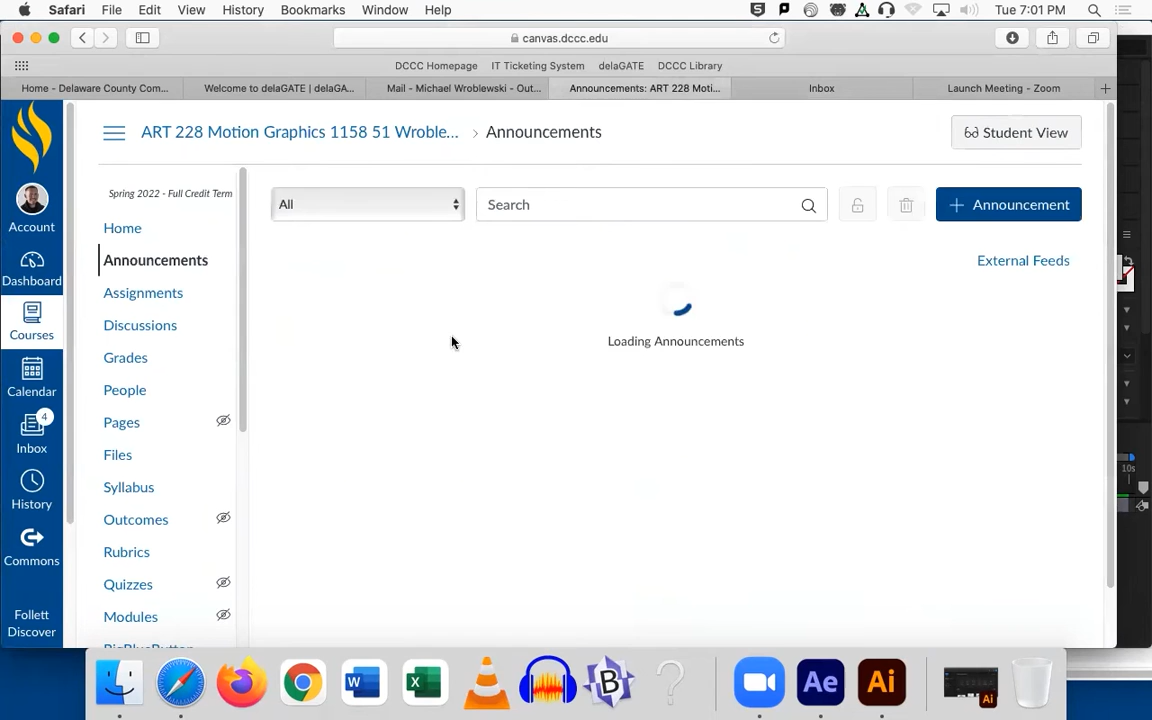 Safari File Edit View History Bookmarks Window Help Tue 7:01 PM
canvas.dccc.edu
DCCC Homepage IT Ticketing System delaGATE DCCC Library
Home - Delaware County Com... Welcome to delaGATE | delaGA... Mail - Michael Wroblewski - Out... Announcements: ART 228 Moti... Inbox Launch Meeting - Zoom
ART 228 Motion Graphics 1158 51 Wroble... Announcements
Student View
Spring 2022 - Full Credit Term
All
Search
Announcement
Account
Home
External Feeds
Announcements
Dashboard
Assignments
Discussions
Loading Announcements
Courses
Grades
People
Calendar
4
Pages
Inbox
Files
Syllabus
History
Outcomes
Rubrics
Commons
Quizzes
Modules
Follett
Discover
BigBlueButton
10s
W
X
B
?
Ae
Ai
Ai